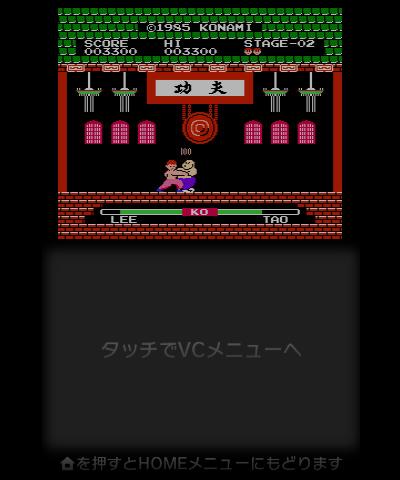 ©1985 KONAMI
SCORE HI STAGE-02
003300 003300
功夫
100
KO
LEE TAO
タッチでVCメニューへ
を押すとHOMEメニューにもどります